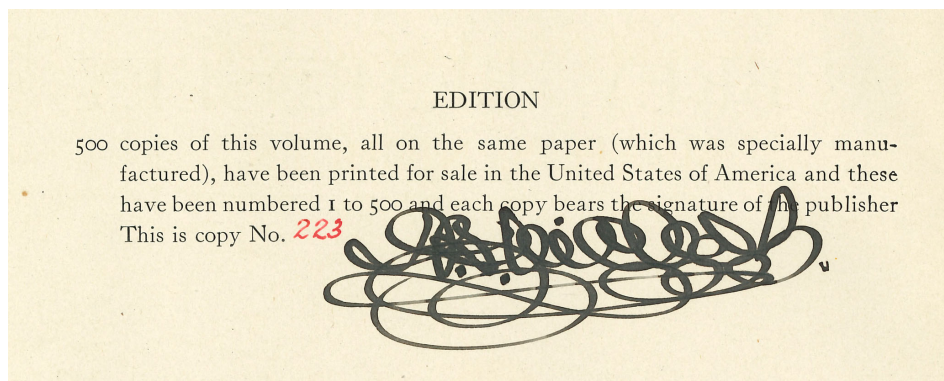 EDITION
500 copies of this volume, all on the same paper (which was specially manu-
factured), have been printed for sale in the United States of America and these
have been numbered 1 to 500 and each copy bears the signature of the publisher
This is copy No. 223